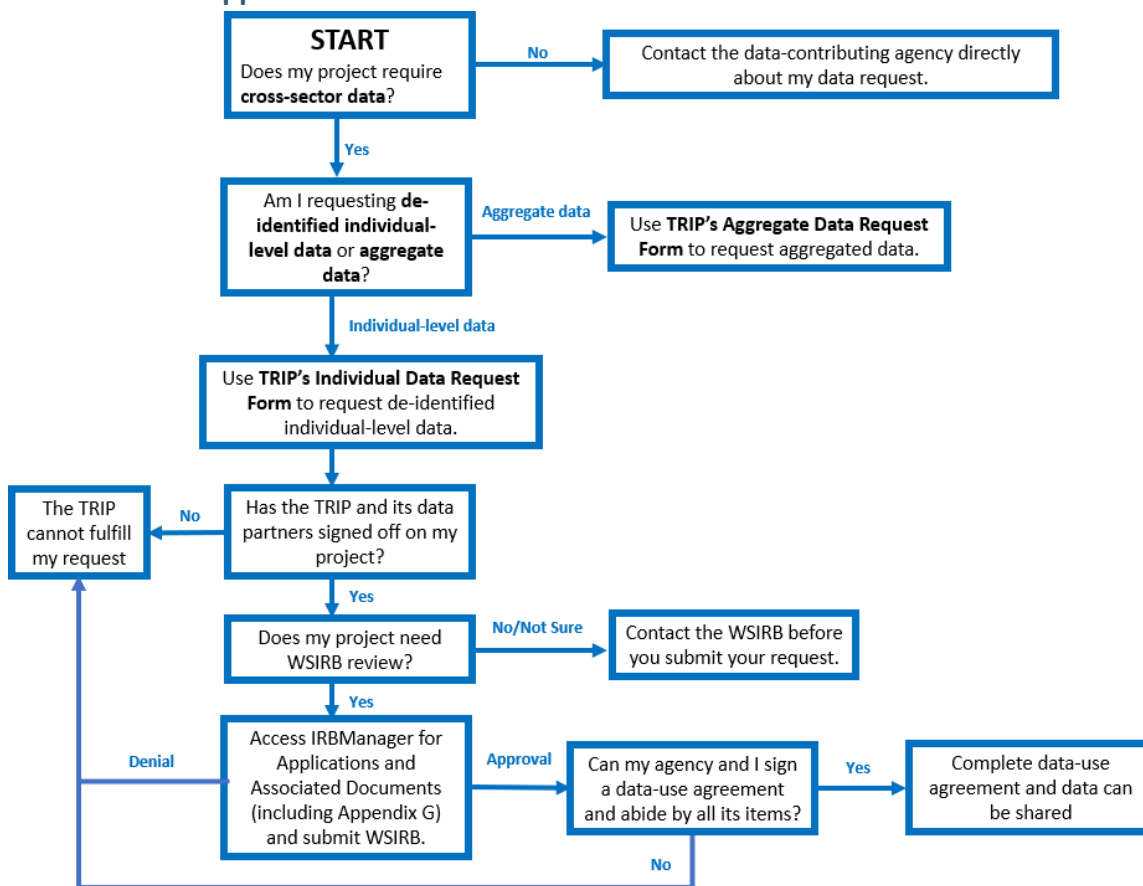 START
Does my project require
cross-sector data?
No
Contact the data-contributing agency directly
about my data request.
Yes
Am I requesting de-
identified individual-
level data or aggregate
data?
Aggregate data
Use TRIP's Aggregate Data Request
Form to request aggregated data.
Individual-level data
Use TRIP's Individual Data Request
Form to request de-identified
individual-level data.
The TRIP
cannot fulfill
my request
No
Has the TRIP and its data
partners signed off on my
project?
Yes
Does my project need
WSIRB review?
No/Not Sure
Contact the WSIRB before
you submit your request.
Yes
Denial
Access IRBManager for
Applications and
Associated Documents
(including Appendix G)
and submit WSIRB.
Approval
Can my agency and I sign
a data-use agreement
and abide by all its items?
Yes
Complete data-use
agreement and data can
be shared
No